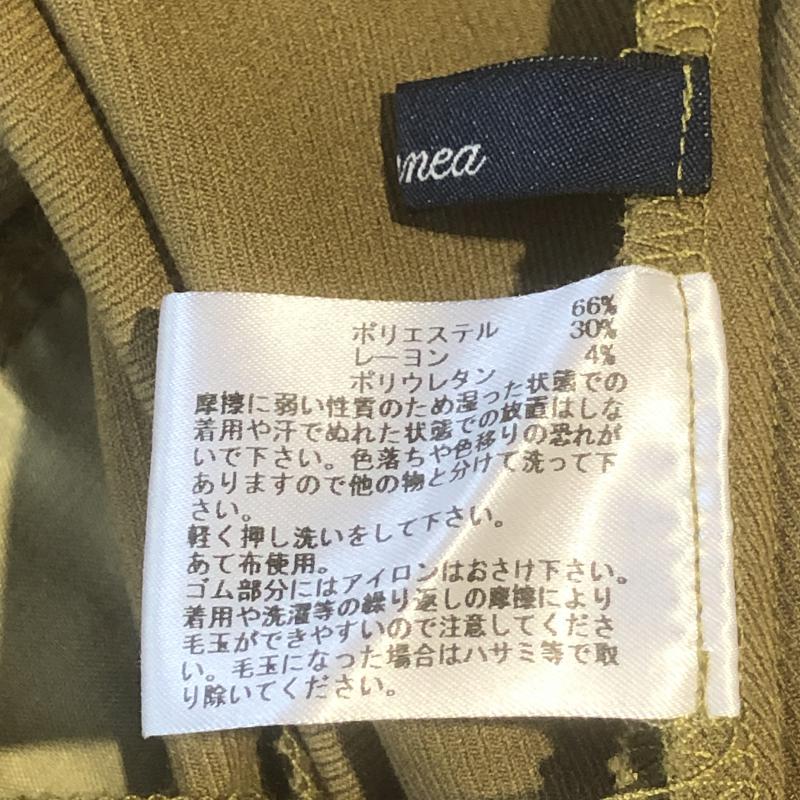 nea
ポリエステル 66%
レーヨン 30%
ポリウレタン 4%
摩擦に弱い性質のため湿った状態での
着用や汗でぬれた状態での放置はしな
いで下さい。色落ちや色移りの恐れが
ありますので他の物と分けて洗って下
さい。
軽く押し洗いをして下さい。
あて布使用。
ゴム部分にはアイロンはおさけ下さい。
着用や洗濯等の繰り返しの摩擦により
毛玉ができやすいので注意してくださ
い。毛玉になった場合はハサミ等で取
り除いてください。